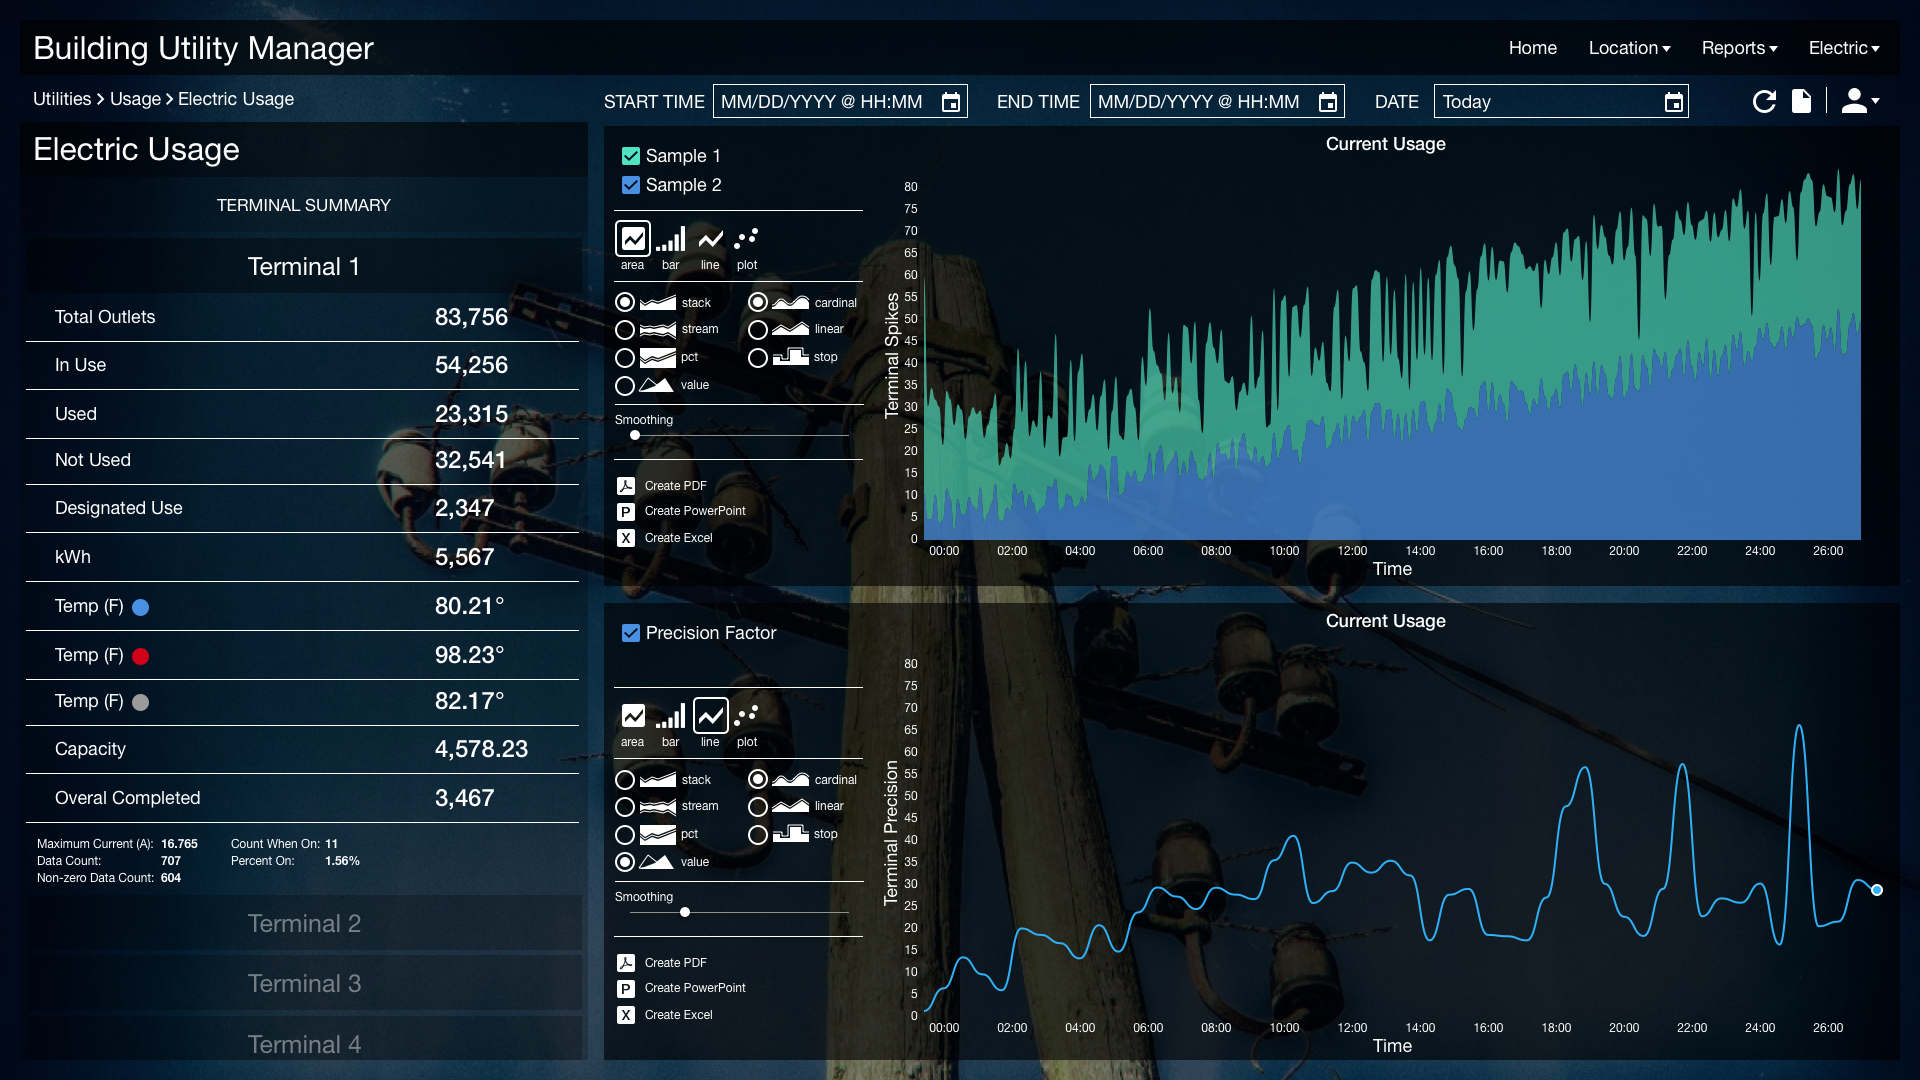 Building Utility Manager
Home Location Reports Electric
Utilities > Usage > Electric Usage
START TIME MM/DD/YYYY @ HH:MM END TIME MM/DD/YYYY @ HH:MM DATE Today
Electric Usage
TERMINAL SUMMARY
Terminal 1
Total Outlets 83,756
In Use 54,256
Used 23,315
Not Used 32,541
Designated Use 2,347
kWh 5,567
Temp (F) 80.21°
Temp (F) 98.23°
Temp (F) 82.17°
Capacity 4,578.23
Overal Completed 3,467
Maximum Current (A): 16.765 Count When On: 11
Data Count: 707 Percent On: 1.56%
Non-zero Data Count: 604
Terminal 2
Terminal 3
Terminal 4
Sample 1
Sample 2
area bar line plot
stack cardinal
stream linear
pct stop
value
Smoothing
Create PDF
P Create PowerPoint
X Create Excel
Current Usage
Terminal Spikes
80
75
70
65
60
55
50
45
40
35
30
25
20
15
10
5
0
00:00 02:00 04:00 06:00 08:00 10:00 12:00 14:00 16:00 18:00 20:00 22:00 24:00 26:00
Time
Precision Factor
area bar line plot
stack cardinal
stream linear
pct stop
value
Smoothing
Create PDF
P Create PowerPoint
X Create Excel
Current Usage
Terminal Precision
80
75
70
65
60
55
50
45
40
35
30
25
20
15
10
5
0
00:00 02:00 04:00 06:00 08:00 10:00 12:00 14:00 16:00 18:00 20:00 22:00 24:00 26:00
Time